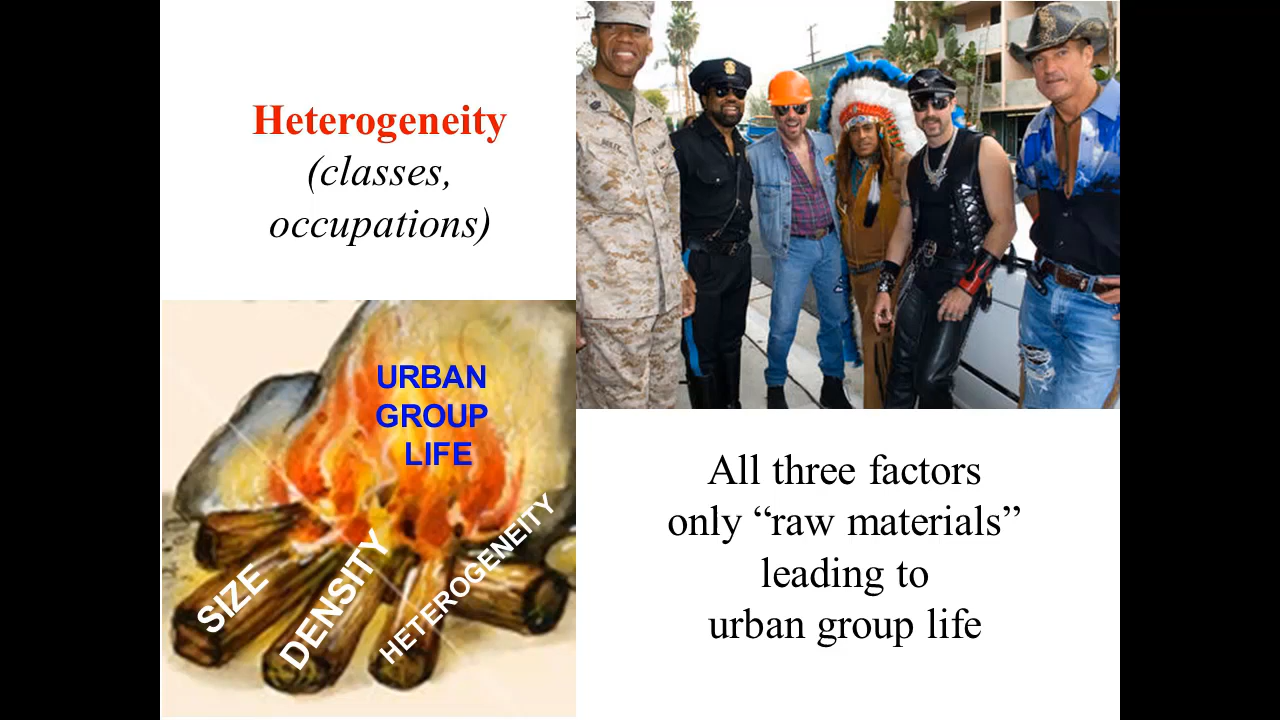 Heterogeneity
(classes,
occupations)
URBAN
GROUP
LIFE
SIZE
DENSITY
HETEROGENEITY
All three factors
only “raw materials”
leading to
urban group life